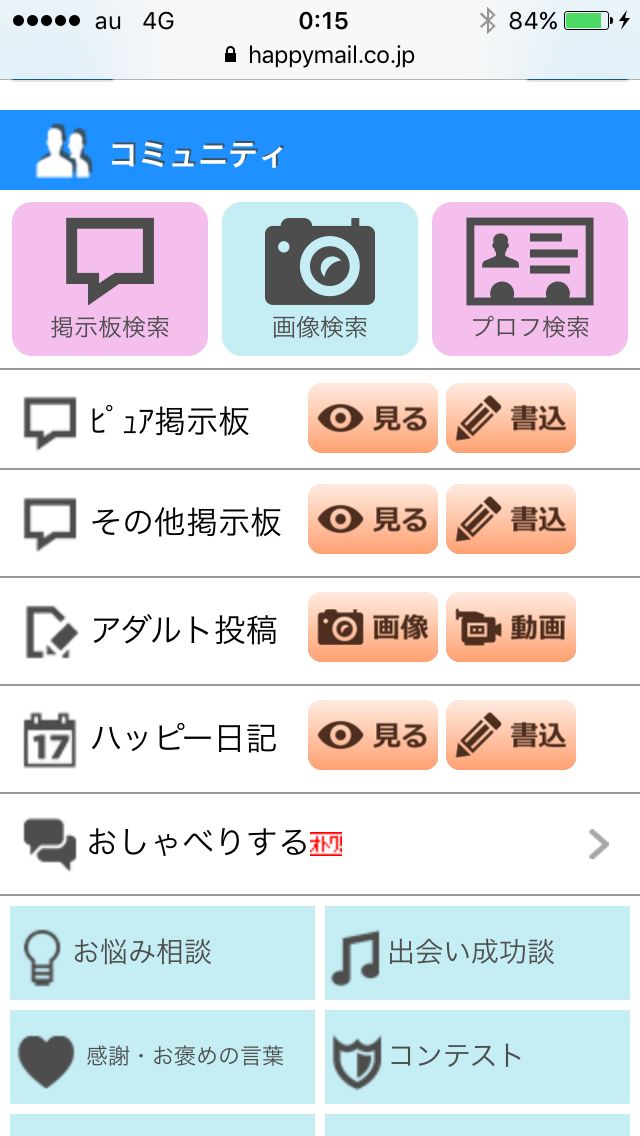 au 4G 0:15 84%
happymail.co.jp
コミュニティ
掲示板検索 画像検索 プロフ検索
ﾋﾟｭｱ掲示板 見る 書込
その他掲示板 見る 書込
アダルト投稿 画像 動画
17 ハッピー日記 見る 書込
おしゃべりする ｵﾄｸ!
お悩み相談 出会い成功談
感謝・お褒めの言葉 コンテスト